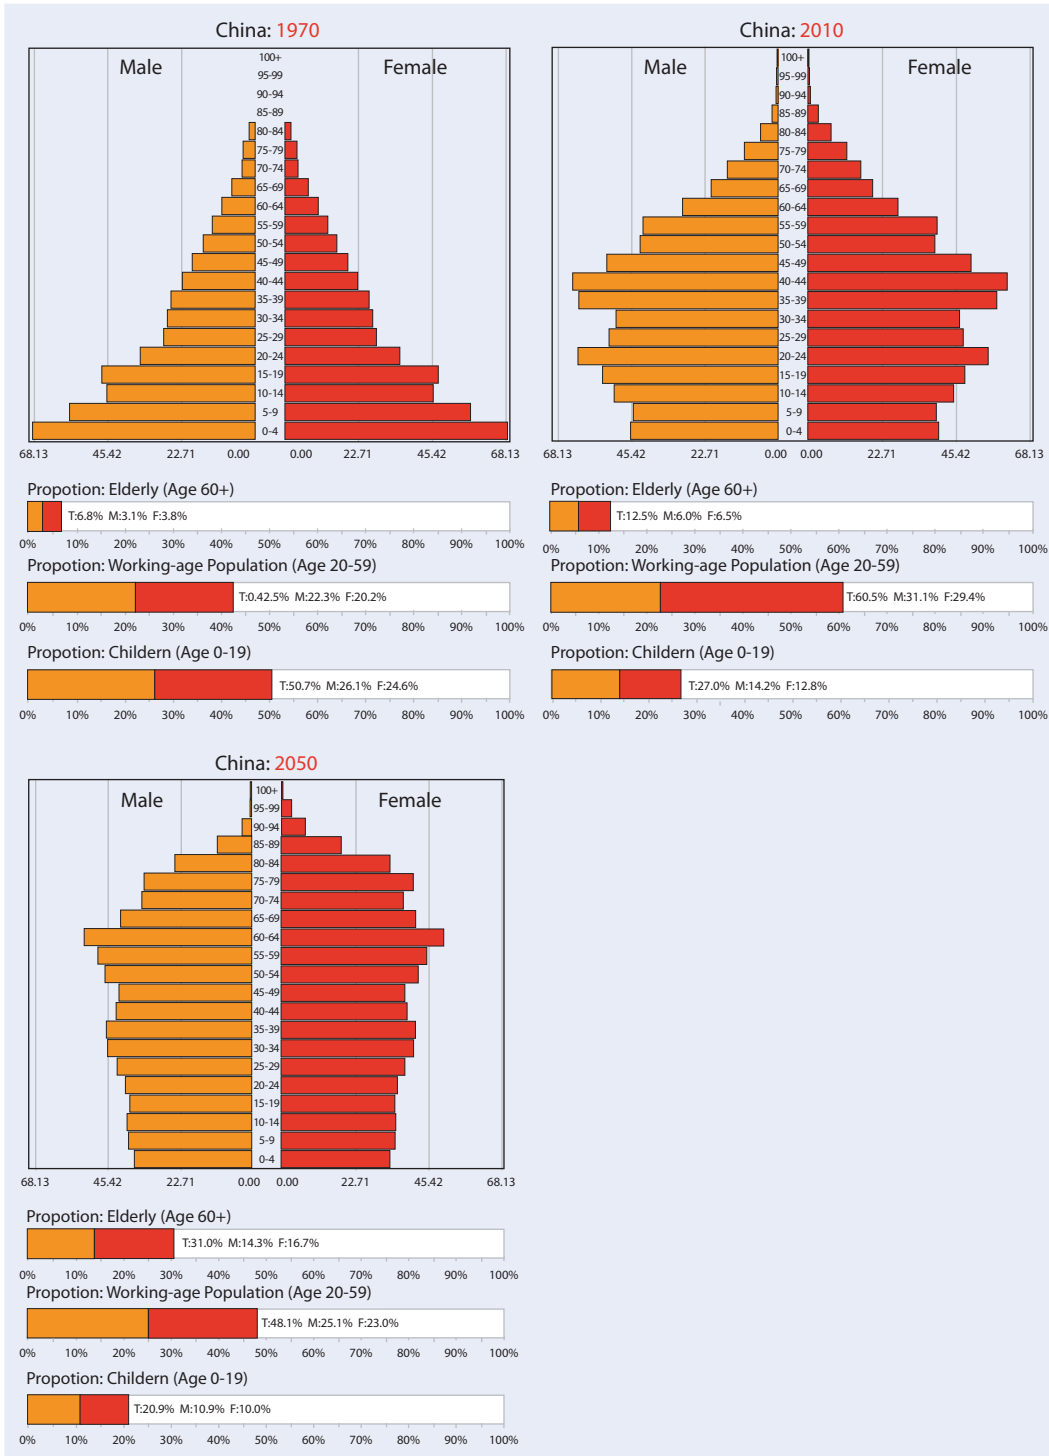 China: 1970
Male Female
100+
95-99
90-94
85-89
80-84
75-79
70-74
65-69
60-64
55-59
50-54
45-49
40-44
35-39
30-34
25-29
20-24
15-19
10-14
5-9
0-4
68.13 45.42 22.71 0.00 0.00 22.71 45.42 68.13
Propotion: Elderly (Age 60+)
T:6.8% M:3.1% F:3.8%
0% 10% 20% 30% 40% 50% 60% 70% 80% 90% 100%
Propotion: Working-age Population (Age 20-59)
T:0.42.5% M:22.3% F:20.2%
0% 10% 20% 30% 40% 50% 60% 70% 80% 90% 100%
Propotion: Childern (Age 0-19)
T:50.7% M:26.1% F:24.6%
0% 10% 20% 30% 40% 50% 60% 70% 80% 90% 100%
China: 2010
Male Female
100+
95-99
90-94
85-89
80-84
75-79
70-74
65-69
60-64
55-59
50-54
45-49
40-44
35-39
30-34
25-29
20-24
15-19
10-14
5-9
0-4
68.13 45.42 22.71 0.00 0.00 22.71 45.42 68.13
Propotion: Elderly (Age 60+)
T:12.5% M:6.0% F:6.5%
0% 10% 20% 30% 40% 50% 60% 70% 80% 90% 100%
Propotion: Working-age Population (Age 20-59)
T:60.5% M:31.1% F:29.4%
0% 10% 20% 30% 40% 50% 60% 70% 80% 90% 100%
Propotion: Childern (Age 0-19)
T:27.0% M:14.2% F:12.8%
0% 10% 20% 30% 40% 50% 60% 70% 80% 90% 100%
China: 2050
Male Female
100+
95-99
90-94
85-89
80-84
75-79
70-74
65-69
60-64
55-59
50-54
45-49
40-44
35-39
30-34
25-29
20-24
15-19
10-14
5-9
0-4
68.13 45.42 22.71 0.00 0.00 22.71 45.42 68.13
Propotion: Elderly (Age 60+)
T:31.0% M:14.3% F:16.7%
0% 10% 20% 30% 40% 50% 60% 70% 80% 90% 100%
Propotion: Working-age Population (Age 20-59)
T:48.1% M:25.1% F:23.0%
0% 10% 20% 30% 40% 50% 60% 70% 80% 90% 100%
Propotion: Childern (Age 0-19)
T:20.9% M:10.9% F:10.0%
0% 10% 20% 30% 40% 50% 60% 70% 80% 90% 100%